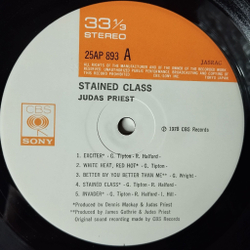 33 1/3
STEREO
25AP 893 A
JASRAC
STAINED CLASS
JUDAS PRIEST
CBS
SONY
℗ 1978 CBS Records
1. EXCITER* -G. Tipton- R. Halford-
2. WHITE HEAT, RED HOT* -G. Tipton-
3. BETTER BY YOU BETTER THAN ME** -G. Wright-
4. STAINED CLASS* -G. Tipton -R. Halford-
5. INVADER* -G. Tipton -R. Halford -I. Hill-
*Produced by Dennis Mackay & Judas Priest
**Produced by James Guthrie & Judas Priest
Original sound recording made by CBS Records